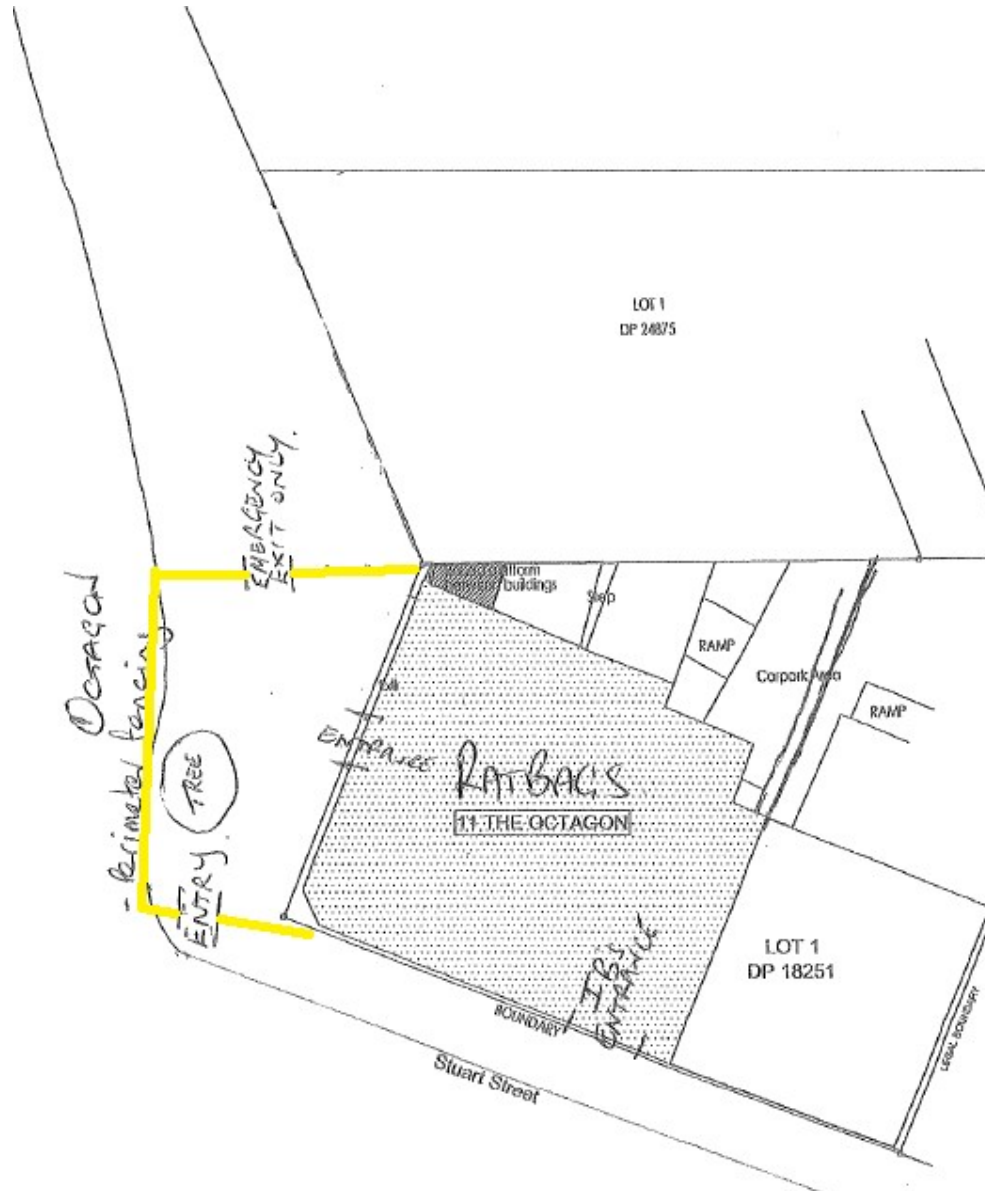 LOT 1
DP 24875
EMERGENCY
EXIT ONLY.
OCTAGON
- Perimeter fencing
buildings
Step
RAMP
Carpark Area
RAMP
TREE
ENTRANCE
RATBAGS
11 THE OCTAGON
ENTRY
IBS
ENTRANCE
LOT 1
DP 18251
BOUNDARY
LEGAL BOUNDARY
Stuart Street